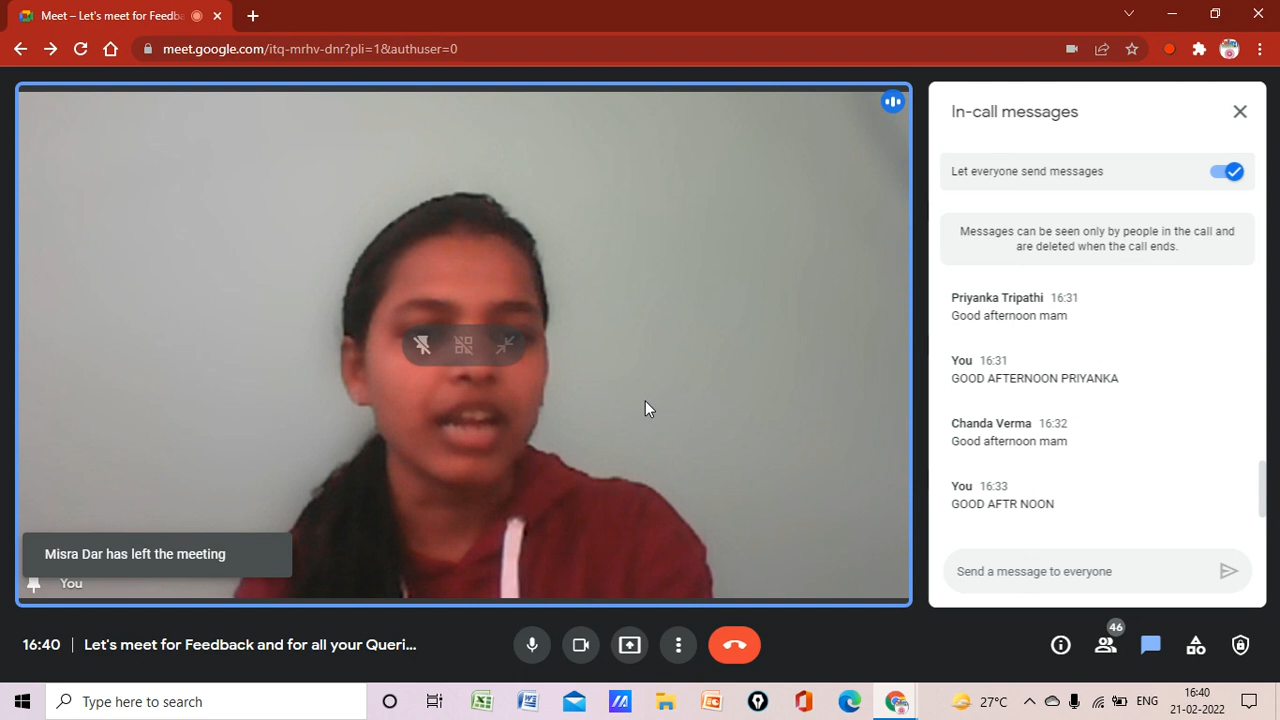 Meet – Let's meet for Feedba
meet.google.com/itq-mrhv-dnr?pli=1&authuser=0
In-call messages
Let everyone send messages
Messages can be seen only by people in the call and
are deleted when the call ends.
Priyanka Tripathi 16:31
Good afternoon mam
You 16:31
GOOD AFTERNOON PRIYANKA
Chanda Verma 16:32
Good afternoon mam
You 16:33
GOOD AFTR NOON
Send a message to everyone
Misra Dar has left the meeting
You
16:40 | Let's meet for Feedback and for all your Queri...
46
Type here to search
27°C
ENG
6:40
21-02-2022